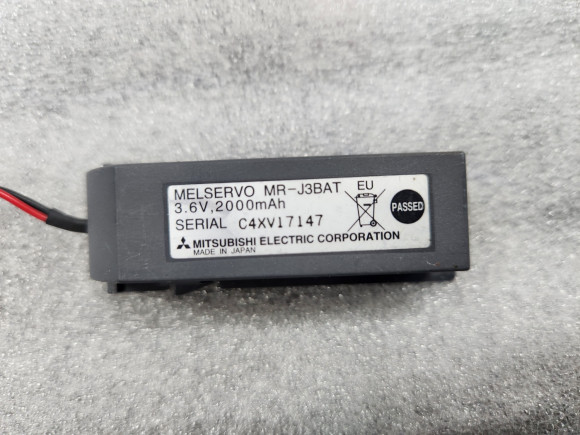 MELSERVO MR-J3BAT
3.6V,2000mAh
SERIAL C4XV17147
EU
PASSED
MITSUBISHI ELECTRIC CORPORATION
MADE IN JAPAN